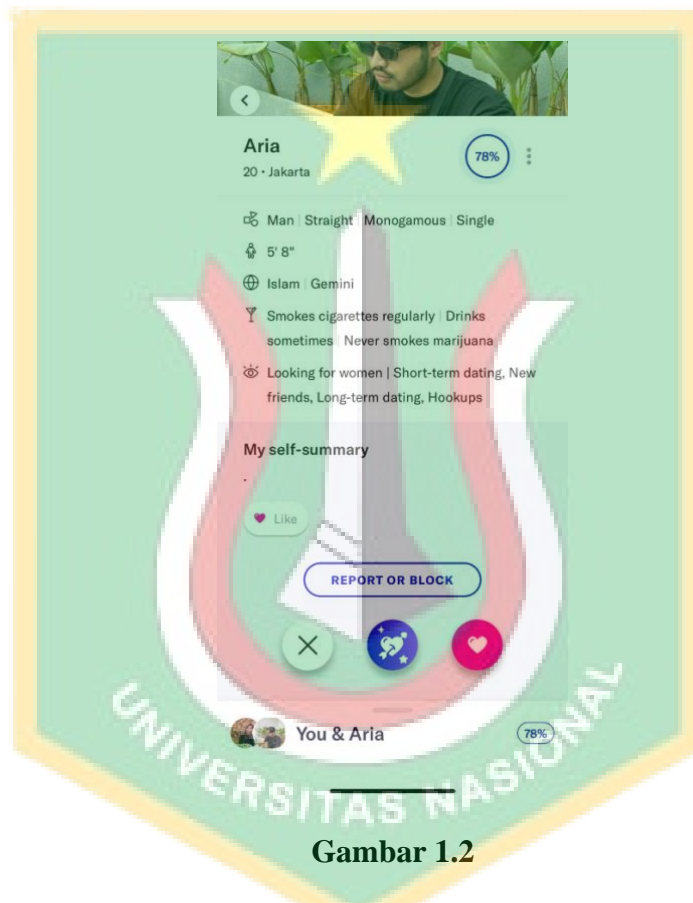 Aria
78%
20 • Jakarta
Man | Straight | Monogamous | Single
5' 8"
Islam | Gemini
Smokes cigarettes regularly | Drinks
sometimes | Never smokes marijuana
Looking for women | Short-term dating, New
friends, Long-term dating, Hookups
My self-summary
.
Like
REPORT OR BLOCK
You & Aria
78%
UNIVERSITAS NASIONAL
Gambar 1.2